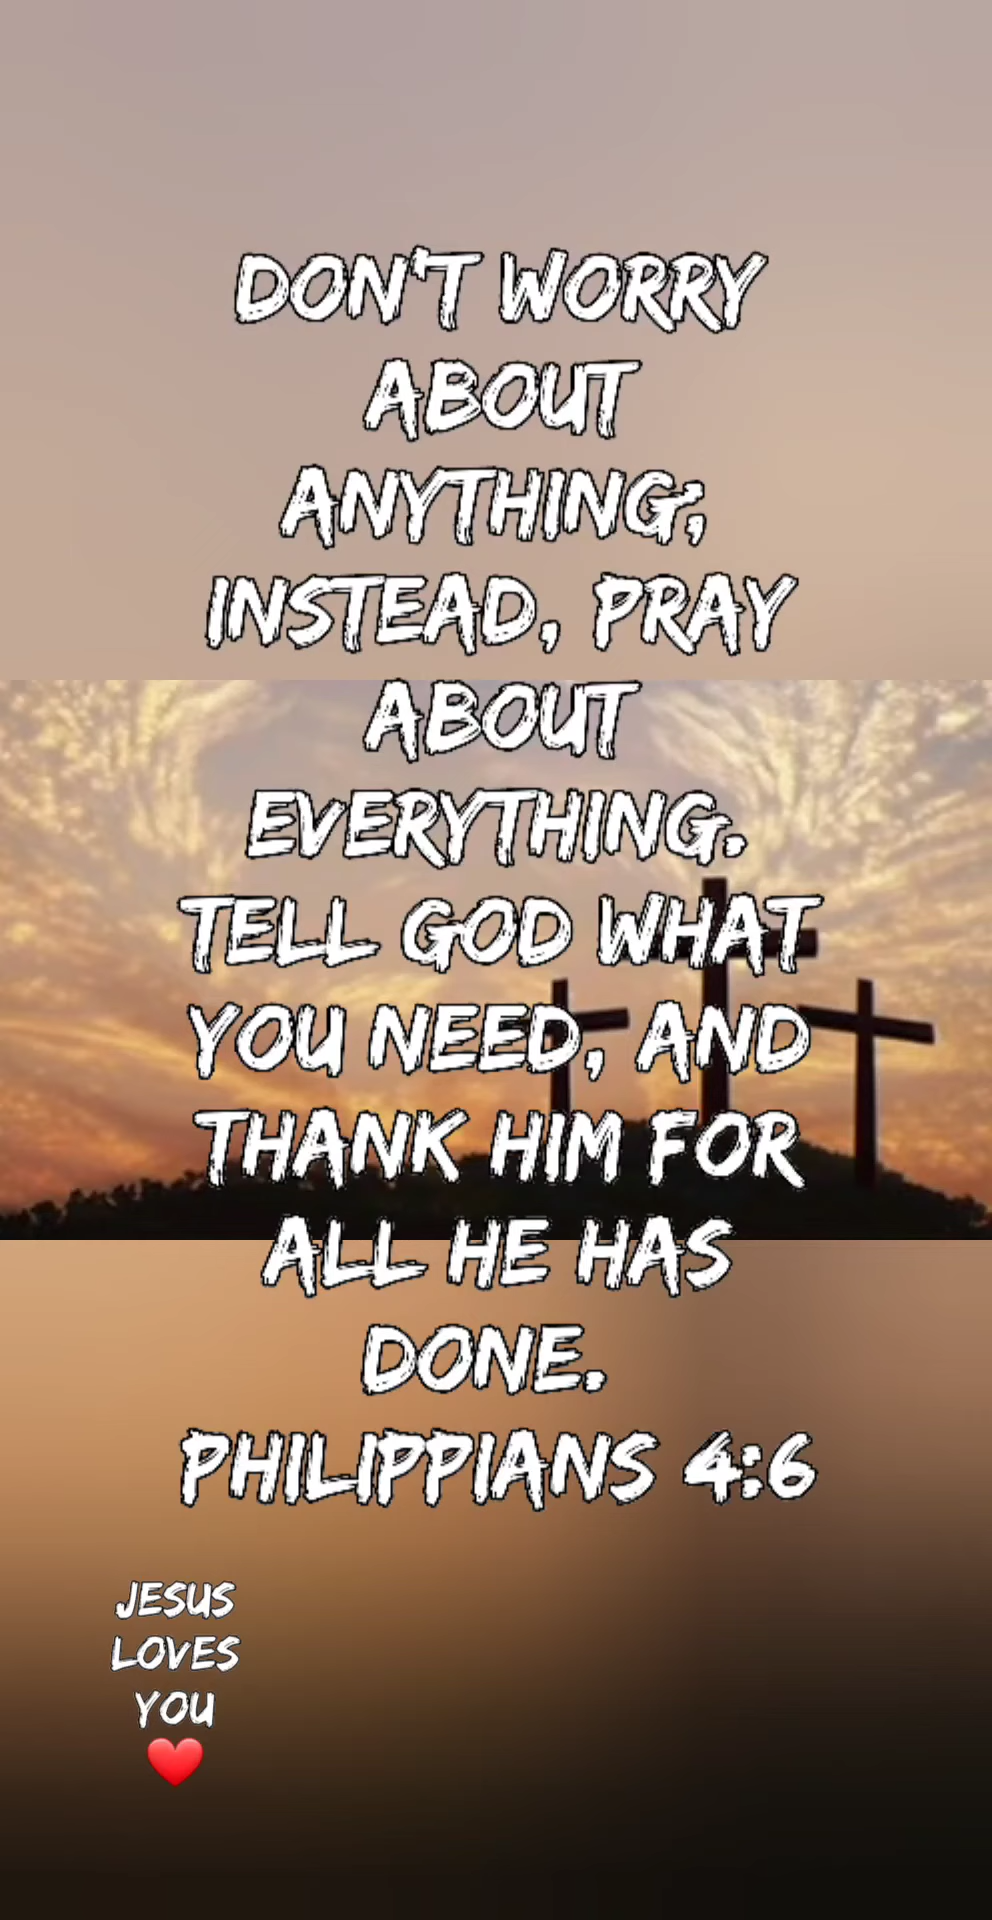 DON'T WORRY
ABOUT
ANYTHING;
INSTEAD, PRAY
ABOUT
EVERYTHING.
TELL GOD WHAT
YOU NEED, AND
THANK HIM FOR
ALL HE HAS
DONE.
PHILIPPIANS 4:6
JESUS
LOVES
YOU
❤️